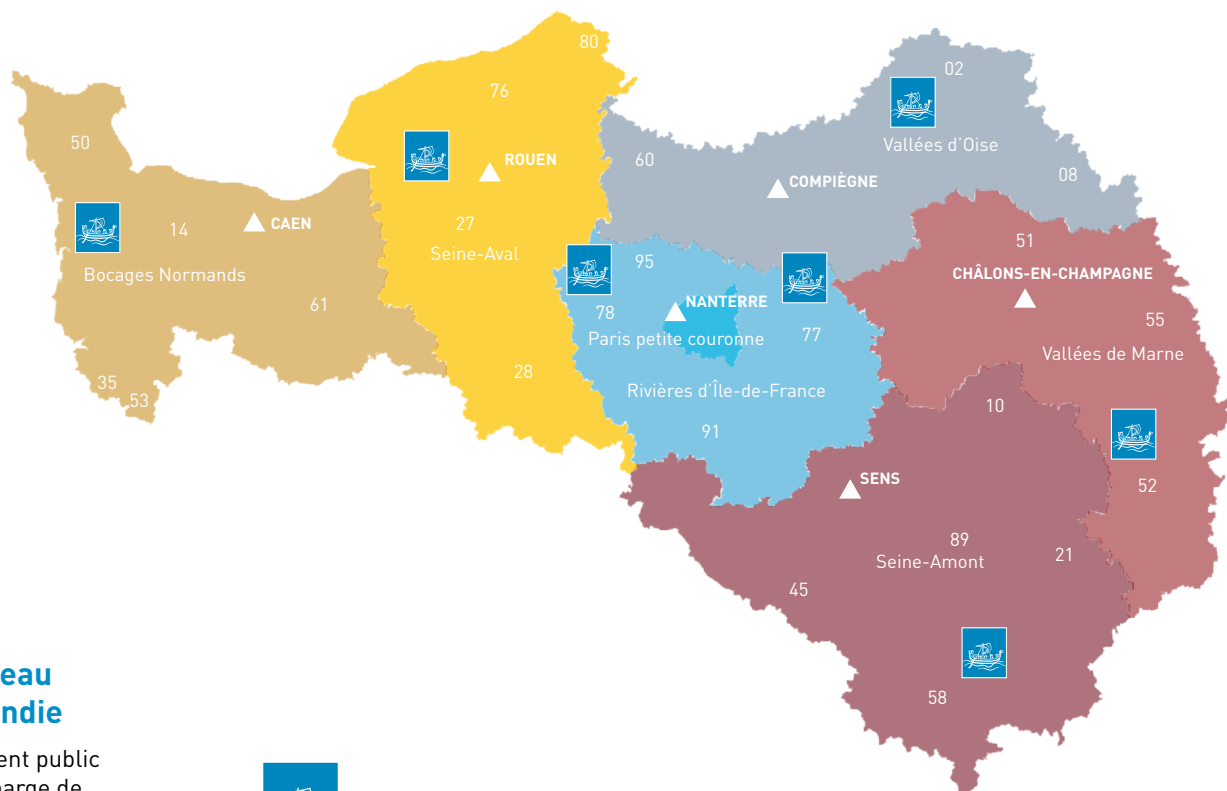 80
02
76
50
Vallées d'Oise
ROUEN
60
08
COMPIÈGNE
CAEN
14
27
51
Seine-Aval
95
Bocages Normands
CHÂLONS-EN-CHAMPAGNE
NANTERRE
61
78
55
Paris petite couronne
77
Vallées de Marne
28
35
53
Rivières d'Île-de-France
10
91
SENS
52
89
21
Seine-Amont
45
58
eau
ndie
ent public
arge de